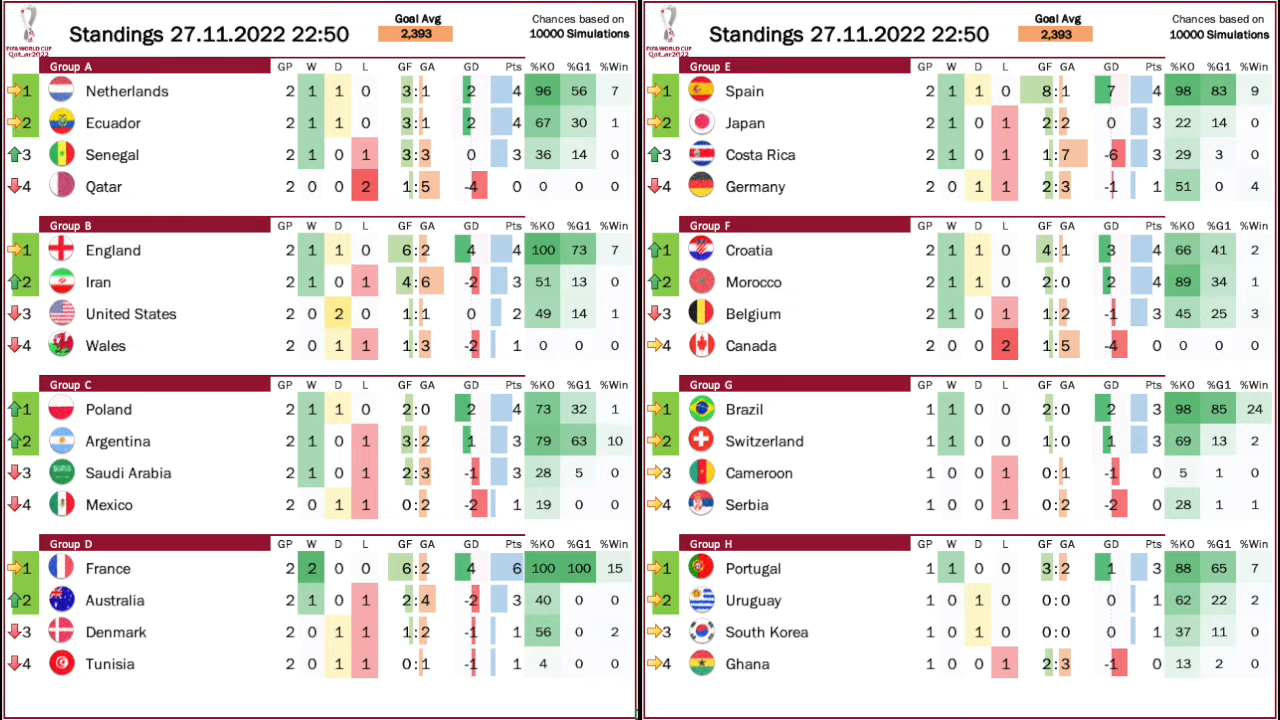 FIFA WORLD CUP
Qatar2022
Standings 27.11.2022 22:50
Goal Avg
2,393
Chances based on
10000 Simulations
Group A GP W D L GF GA GD Pts %KO %G1 %Win
1 Netherlands 2 1 1 0 3:1 2 4 96 56 7
2 Ecuador 2 1 1 0 3:1 2 4 67 30 1
3 Senegal 2 1 0 1 3:3 0 3 36 14 0
4 Qatar 2 0 0 2 1:5 -4 0 0 0 0
Group B GP W D L GF GA GD Pts %KO %G1 %Win
1 England 2 1 1 0 6:2 4 4 100 73 7
2 Iran 2 1 0 1 4:6 -2 3 51 13 0
3 United States 2 0 2 0 1:1 0 2 49 14 1
4 Wales 2 0 1 1 1:3 -2 1 0 0 0
Group C GP W D L GF GA GD Pts %KO %G1 %Win
1 Poland 2 1 1 0 2:0 2 4 73 32 1
2 Argentina 2 1 0 1 3:2 1 3 79 63 10
3 Saudi Arabia 2 1 0 1 2:3 -1 3 28 5 0
4 Mexico 2 0 1 1 0:2 -2 1 19 0 0
Group D GP W D L GF GA GD Pts %KO %G1 %Win
1 France 2 2 0 0 6:2 4 6 100 100 15
2 Australia 2 1 0 1 2:4 -2 3 40 0 0
3 Denmark 2 0 1 1 1:2 -1 1 56 0 2
4 Tunisia 2 0 1 1 0:1 -1 1 4 0 0
FIFA WORLD CUP
Qatar2022
Standings 27.11.2022 22:50
Goal Avg
2,393
Chances based on
10000 Simulations
Group E GP W D L GF GA GD Pts %KO %G1 %Win
1 Spain 2 1 1 0 8:1 7 4 98 83 9
2 Japan 2 1 0 1 2:2 0 3 22 14 0
3 Costa Rica 2 1 0 1 1:7 -6 3 29 3 0
4 Germany 2 0 1 1 2:3 -1 1 51 0 4
Group F GP W D L GF GA GD Pts %KO %G1 %Win
1 Croatia 2 1 1 0 4:1 3 4 66 41 2
2 Morocco 2 1 1 0 2:0 2 4 89 34 1
3 Belgium 2 1 0 1 1:2 -1 3 45 25 3
4 Canada 2 0 0 2 1:5 -4 0 0 0 0
Group G GP W D L GF GA GD Pts %KO %G1 %Win
1 Brazil 1 1 0 0 2:0 2 3 98 85 24
2 Switzerland 1 1 0 0 1:0 1 3 69 13 2
3 Cameroon 1 0 0 1 0:1 -1 0 5 1 0
4 Serbia 1 0 0 1 0:2 -2 0 28 1 1
Group H GP W D L GF GA GD Pts %KO %G1 %Win
1 Portugal 1 1 0 0 3:2 1 3 88 65 7
2 Uruguay 1 0 1 0 0:0 0 1 62 22 2
3 South Korea 1 0 1 0 0:0 0 1 37 11 0
4 Ghana 1 0 0 1 2:3 -1 0 13 2 0